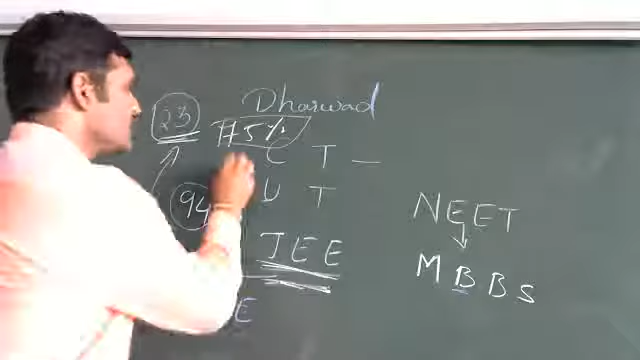 Dharwad
23 #5%
C T -
94 U T
JEE
E
NEET
MBBS